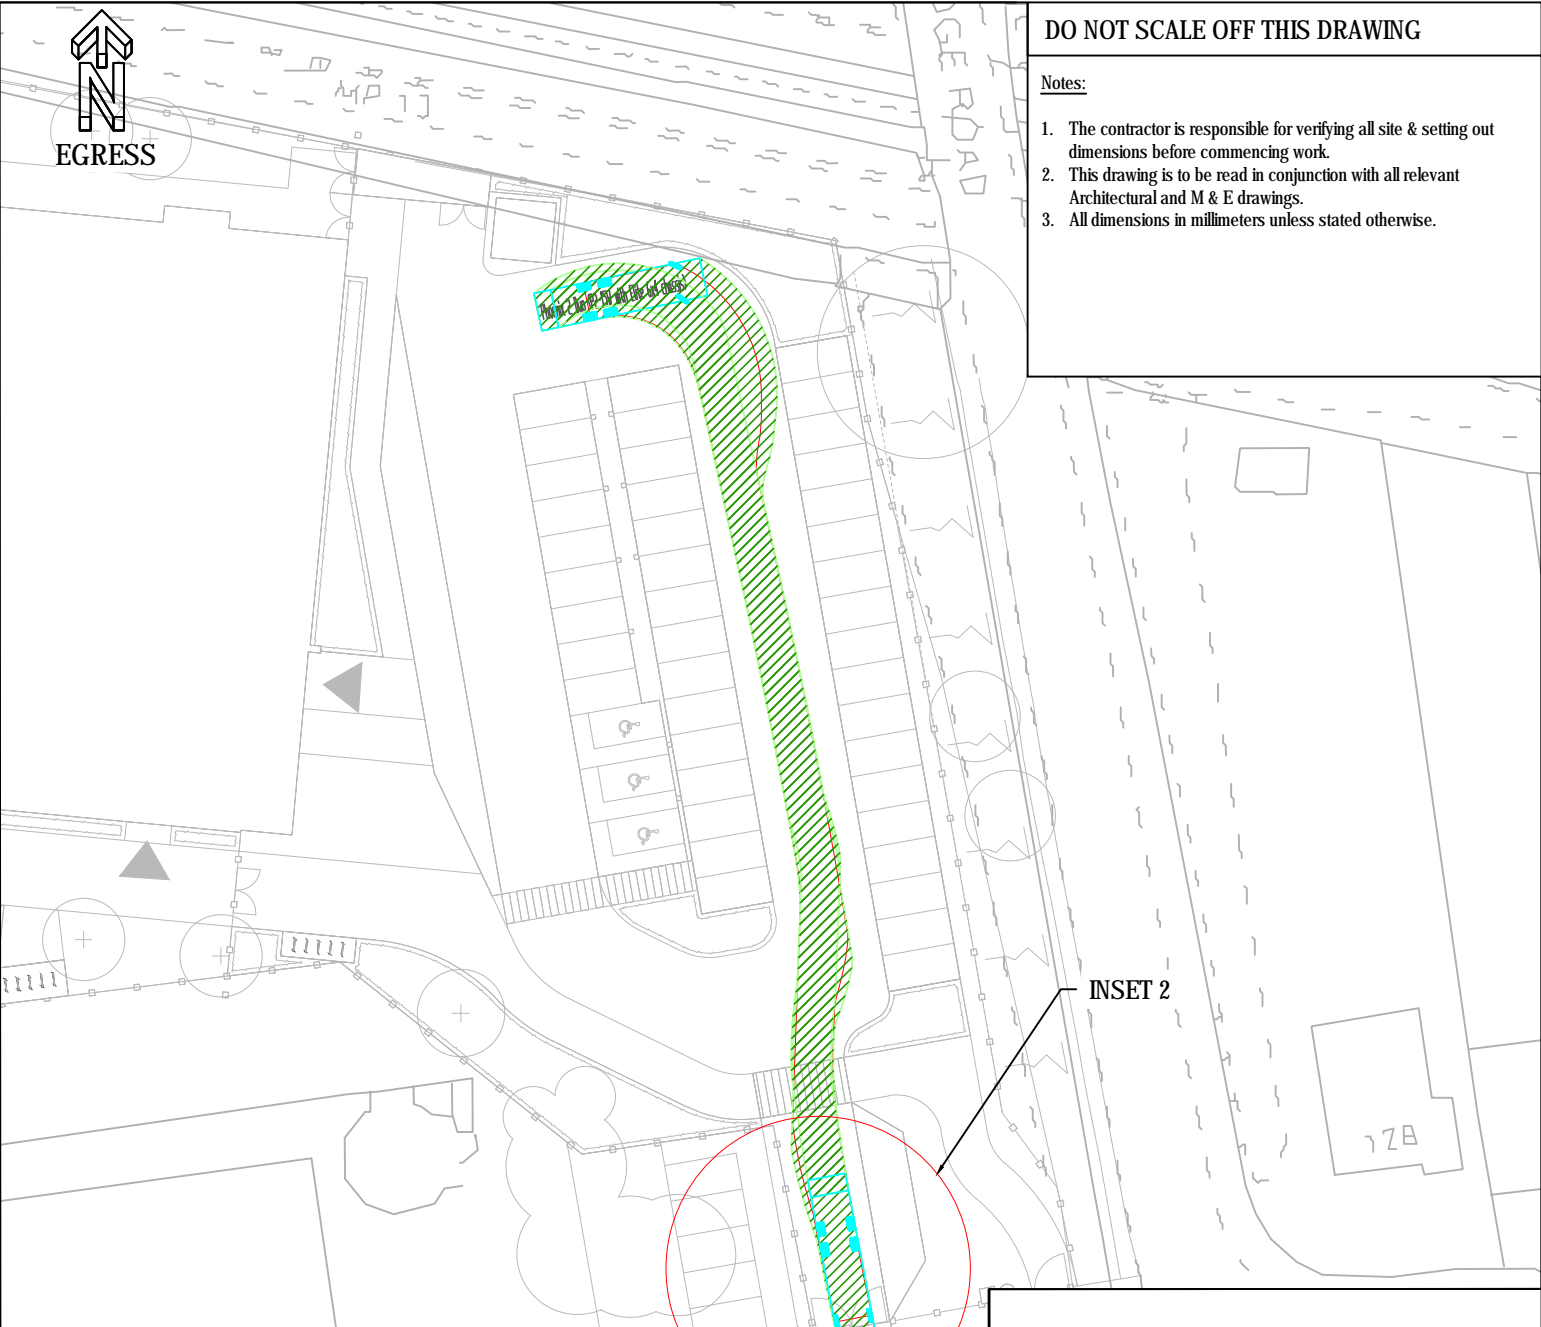 DO NOT SCALE OFF THIS DRAWING
Notes:
1. The contractor is responsible for verifying all site & setting out
dimensions before commencing work.
2. This drawing is to be read in conjunction with all relevant
Architectural and M & E drawings.
3. All dimensions in millimeters unless stated otherwise.
N
EGRESS
INSET 2